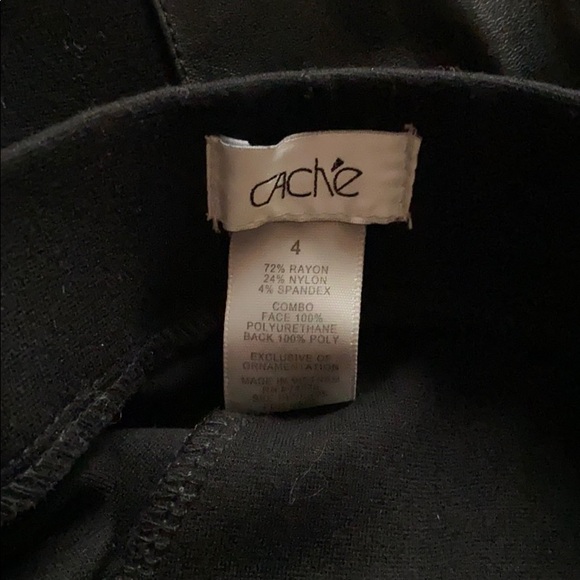 CAChé
4
72% RAYON
24% NYLON
4% SPANDEX
COMBO
FACE 100%
POLYURETHANE
BACK 100% POLY
EXCLUSIVE OF
ORNAMENTATION
MADE IN VIETNAM